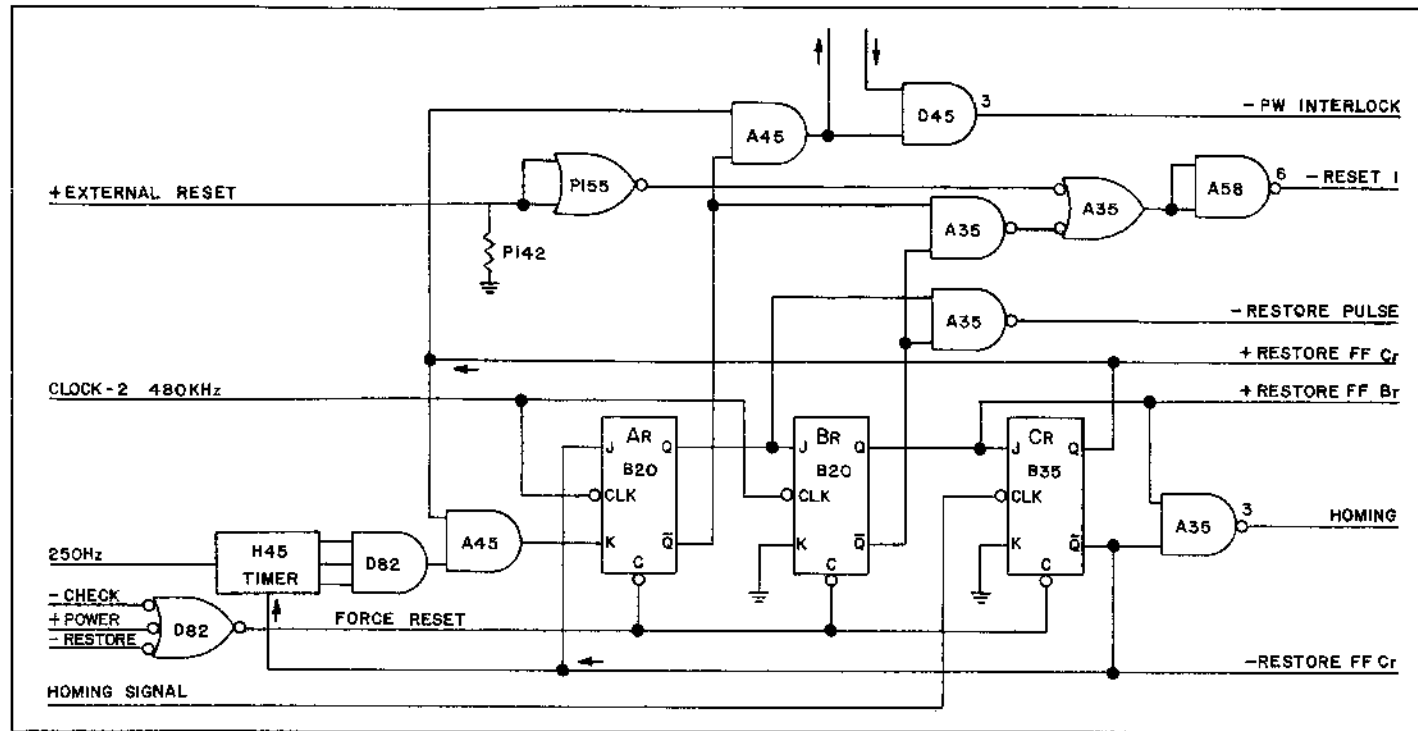 3
- PW INTERLOCK
D45
A45
+ EXTERNAL RESET
P155
6
- RESET 1
A58
A35
A35
P142
A35
- RESTORE PULSE
+ RESTORE FF Cr
CLOCK-2 480KHz
+ RESTORE FF Br
AR
BR
CR
J Q
J Q
J Q
B20
B20
B35
CLK
CLK
CLK
3
HOMING
A35
250Hz
H45
TIMER
D82
A45
K Q
K Q
K Q
C
C
C
- CHECK
+ POWER
- RESTORE
D82
FORCE RESET
- RESTORE FF Cr
HOMING SIGNAL